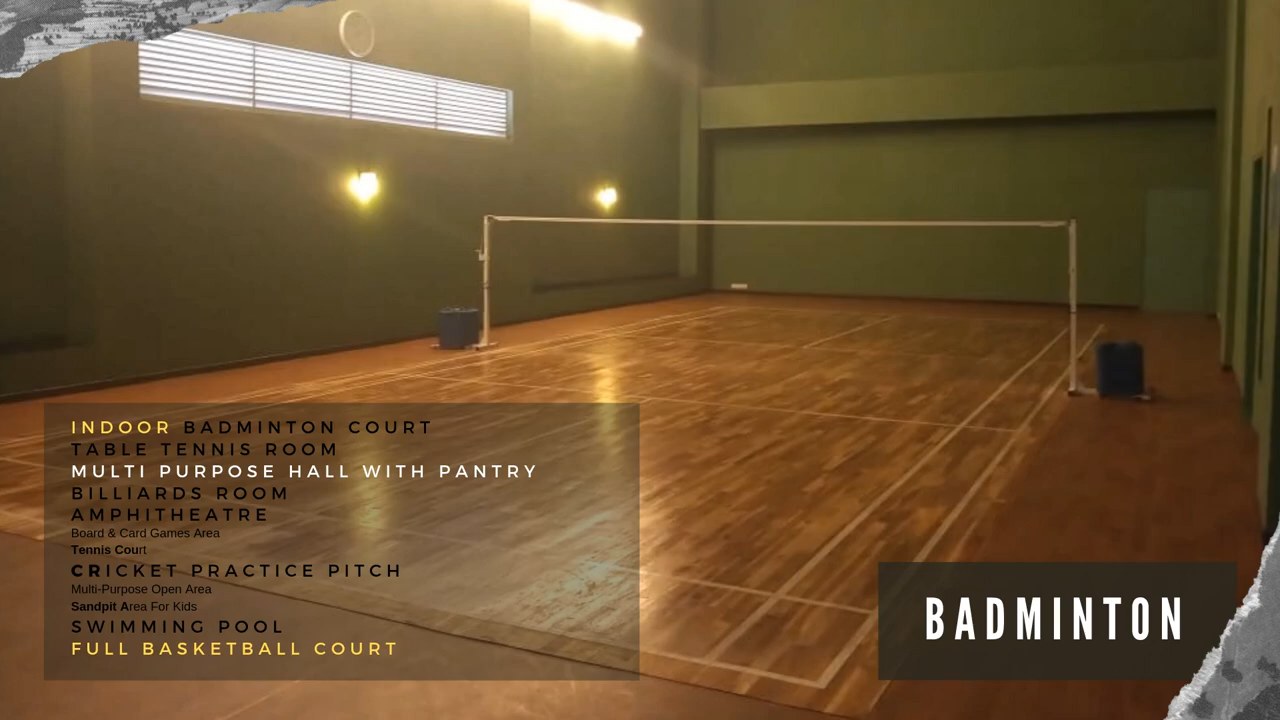 INDOOR BADMINTON COURT
TABLE TENNIS ROOM
MULTI PURPOSE HALL WITH PANTRY
BILLIARDS ROOM
AMPHITHEATRE
Board & Card Games Area
Tennis Court
CRICKET PRACTICE PITCH
Multi-Purpose Open Area
Sandpit Area For Kids
SWIMMING POOL
FULL BASKETBALL COURT
BADMINTON